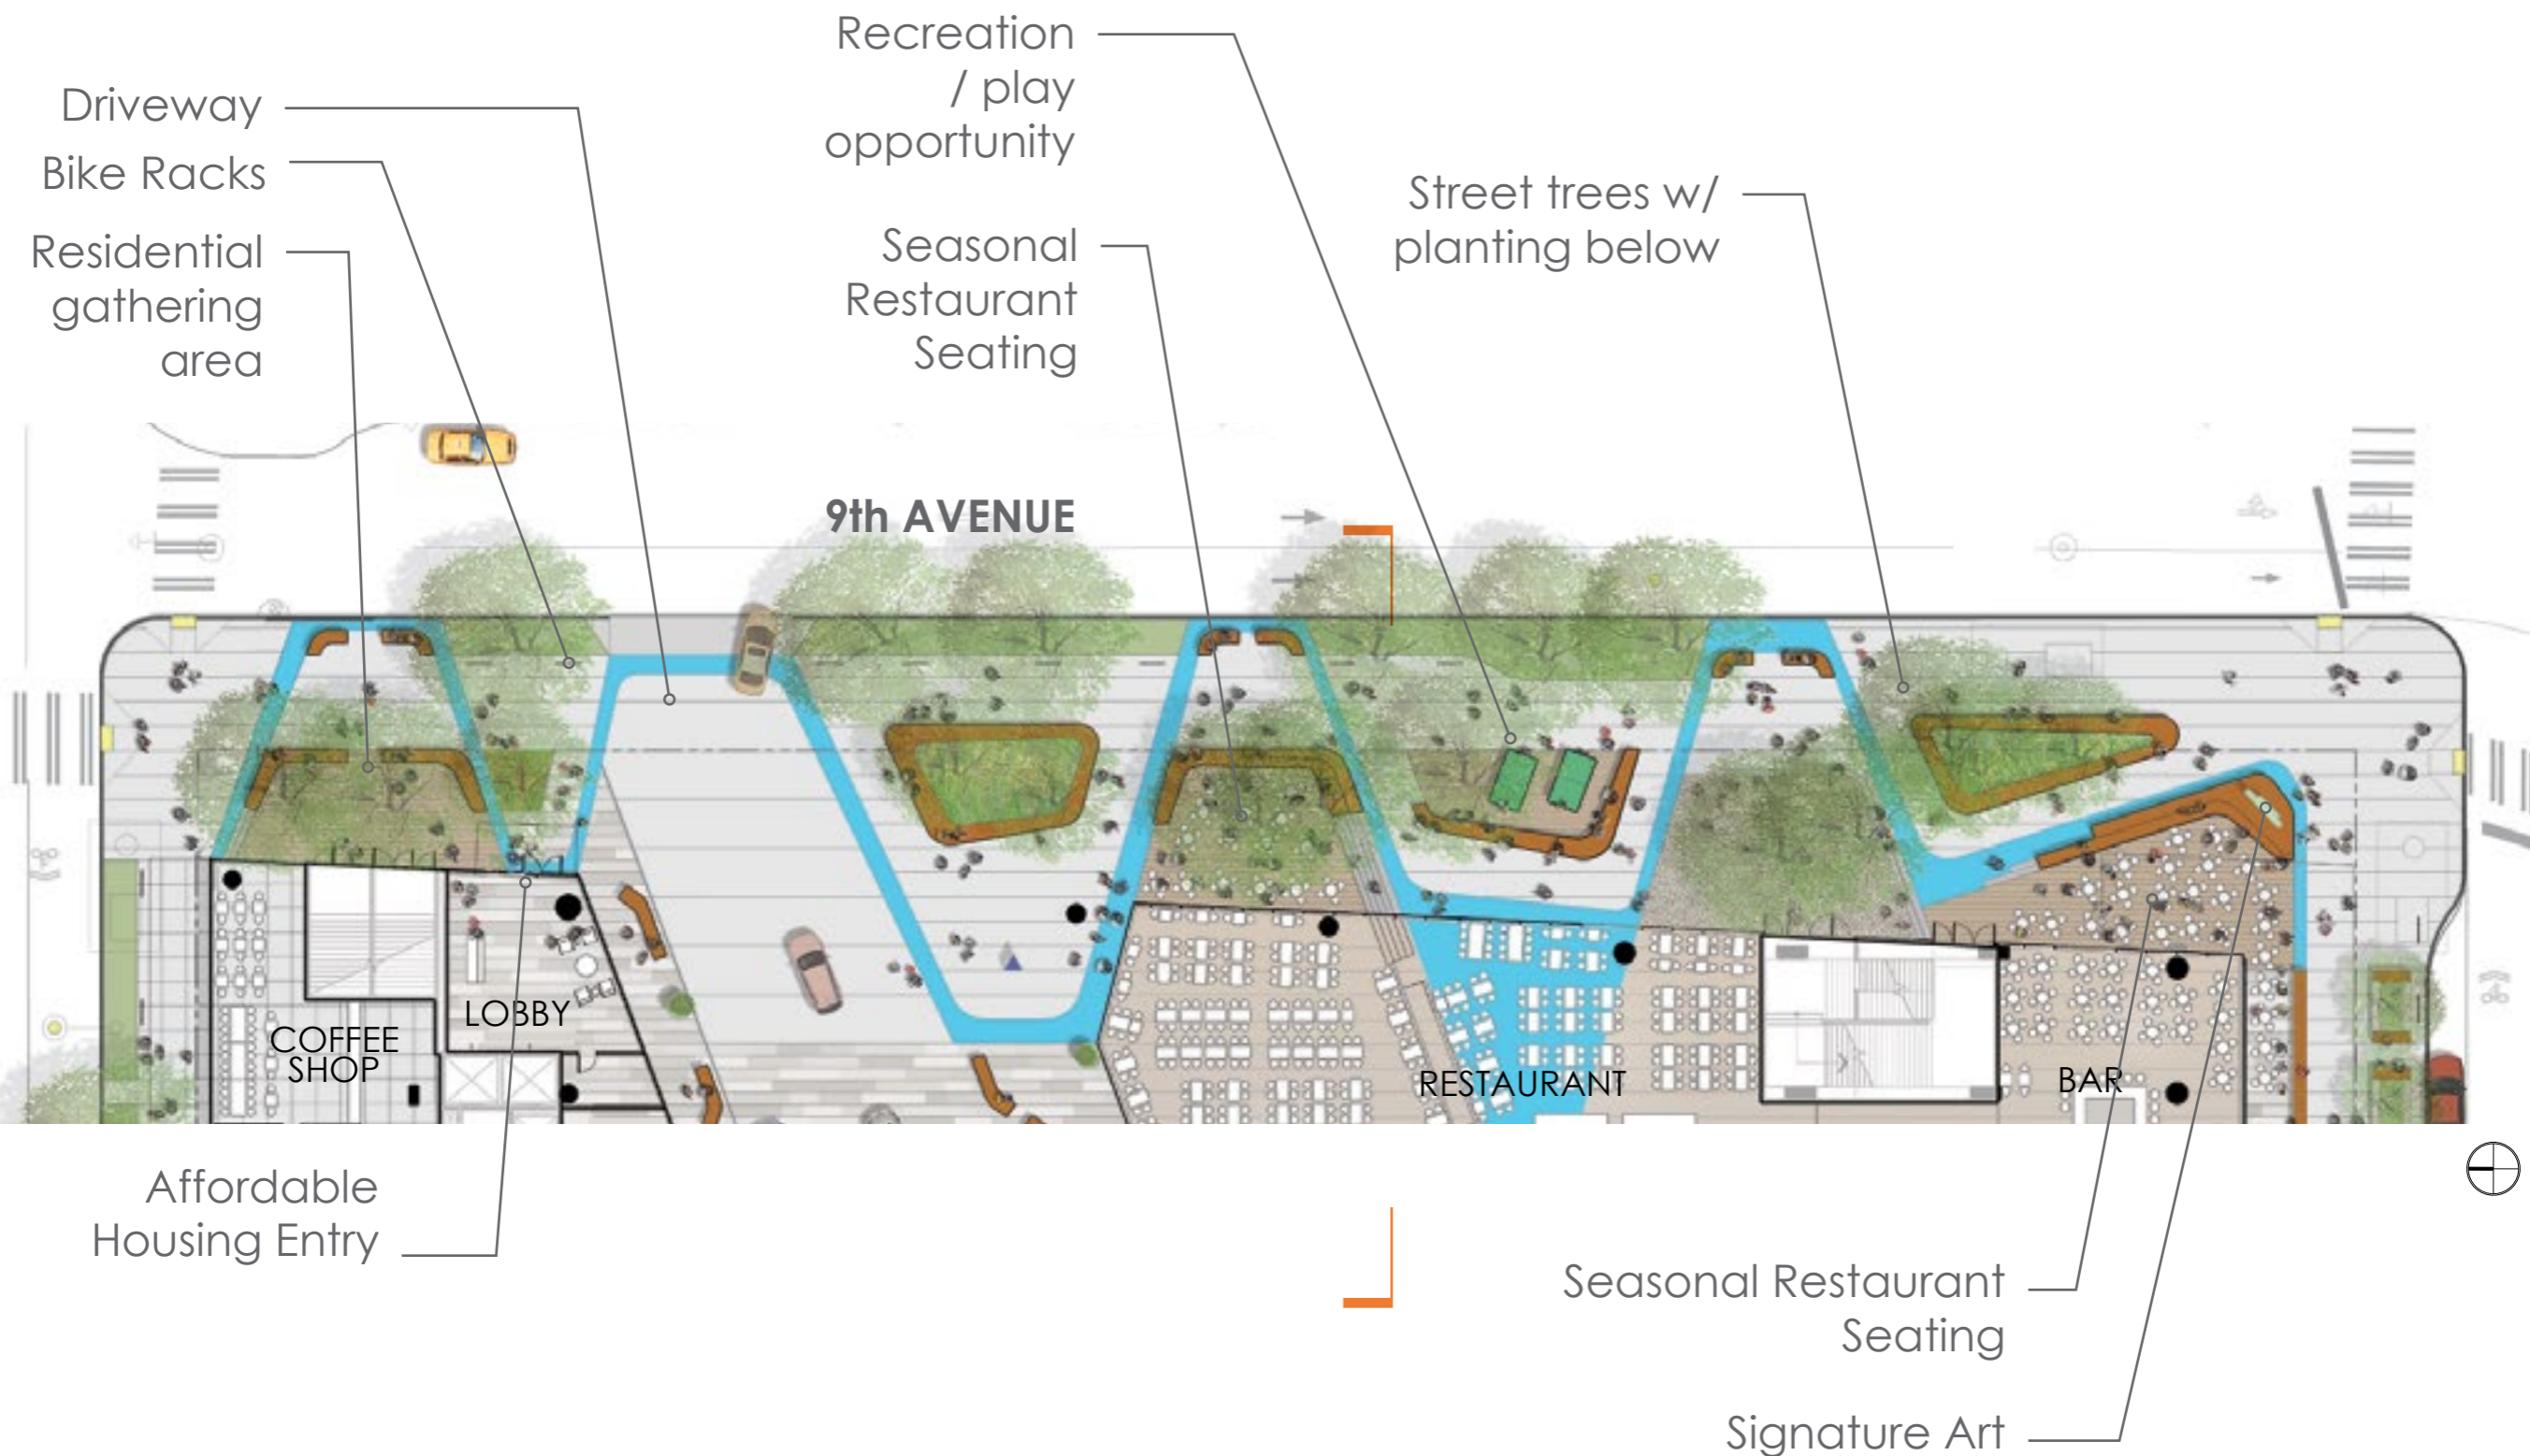 Recreation
/ play
opportunity
Driveway
Bike Racks
Residential
gathering
area
Seasonal
Restaurant
Seating
Street trees w/
planting below
9th AVENUE
LOBBY
COFFEE
SHOP
RESTAURANT
BAR
Affordable
Housing Entry
Seasonal Restaurant
Seating
Signature Art